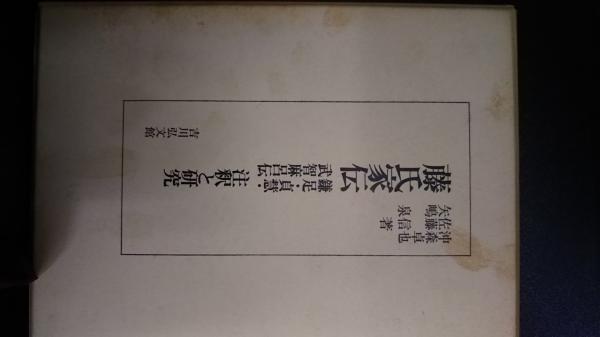 沖森卓也
佐藤信
矢嶋泉
著
藤氏家伝
鎌足・貞慧・
武智麻呂伝
注釈と研究
吉川弘文館